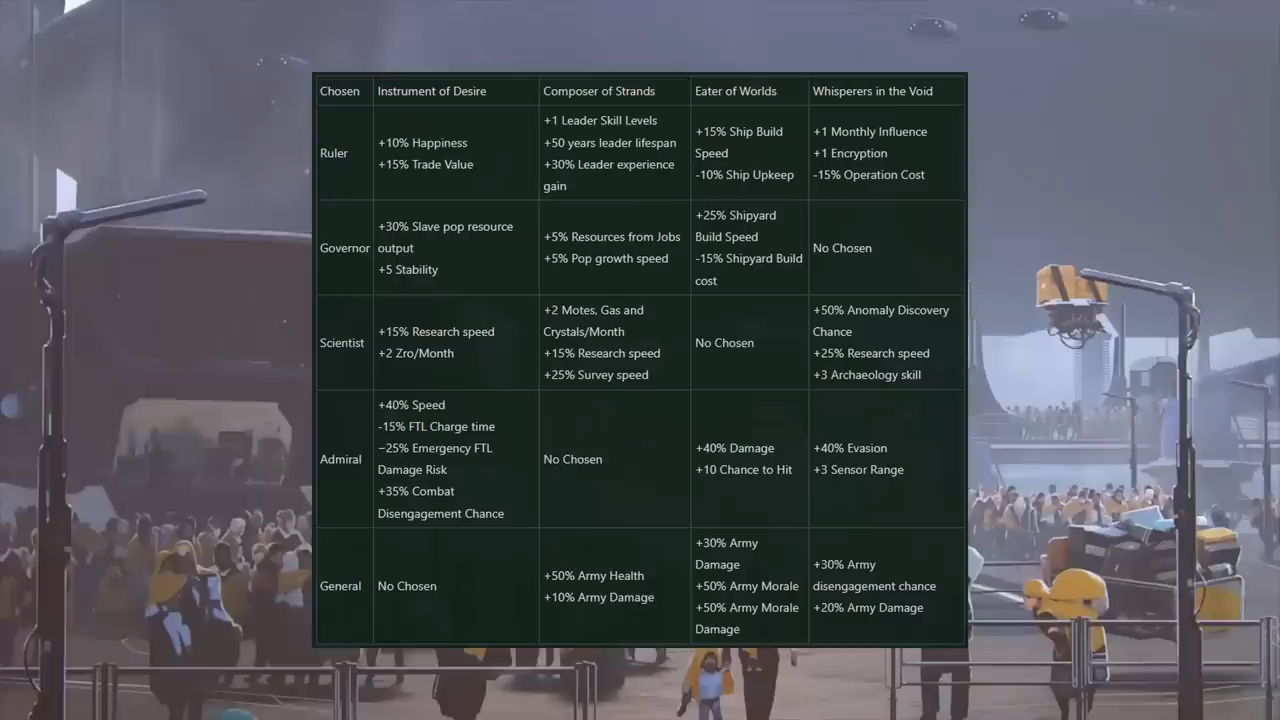 Chosen
Instrument of Desire
Composer of Strands
Eater of Worlds
Whisperers in the Void
Ruler
+10% Happiness
+15% Trade Value
+1 Leader Skill Levels
+50 years leader lifespan
+30% Leader experience
gain
+15% Ship Build
Speed
-10% Ship Upkeep
+1 Monthly Influence
+1 Encryption
-15% Operation Cost
Governor
+30% Slave pop resource
output
+5 Stability
+5% Resources from Jobs
+5% Pop growth speed
+25% Shipyard
Build Speed
-15% Shipyard Build
cost
No Chosen
Scientist
+15% Research speed
+2 Zro/Month
+2 Motes, Gas and
Crystals/Month
+15% Research speed
+25% Survey speed
No Chosen
+50% Anomaly Discovery
Chance
+25% Research speed
+3 Archaeology skill
Admiral
+40% Speed
-15% FTL Charge time
−25% Emergency FTL
Damage Risk
+35% Combat
Disengagement Chance
No Chosen
+40% Damage
+10 Chance to Hit
+40% Evasion
+3 Sensor Range
General
No Chosen
+50% Army Health
+10% Army Damage
+30% Army
Damage
+50% Army Morale
+50% Army Morale
Damage
+30% Army
disengagement chance
+20% Army Damage